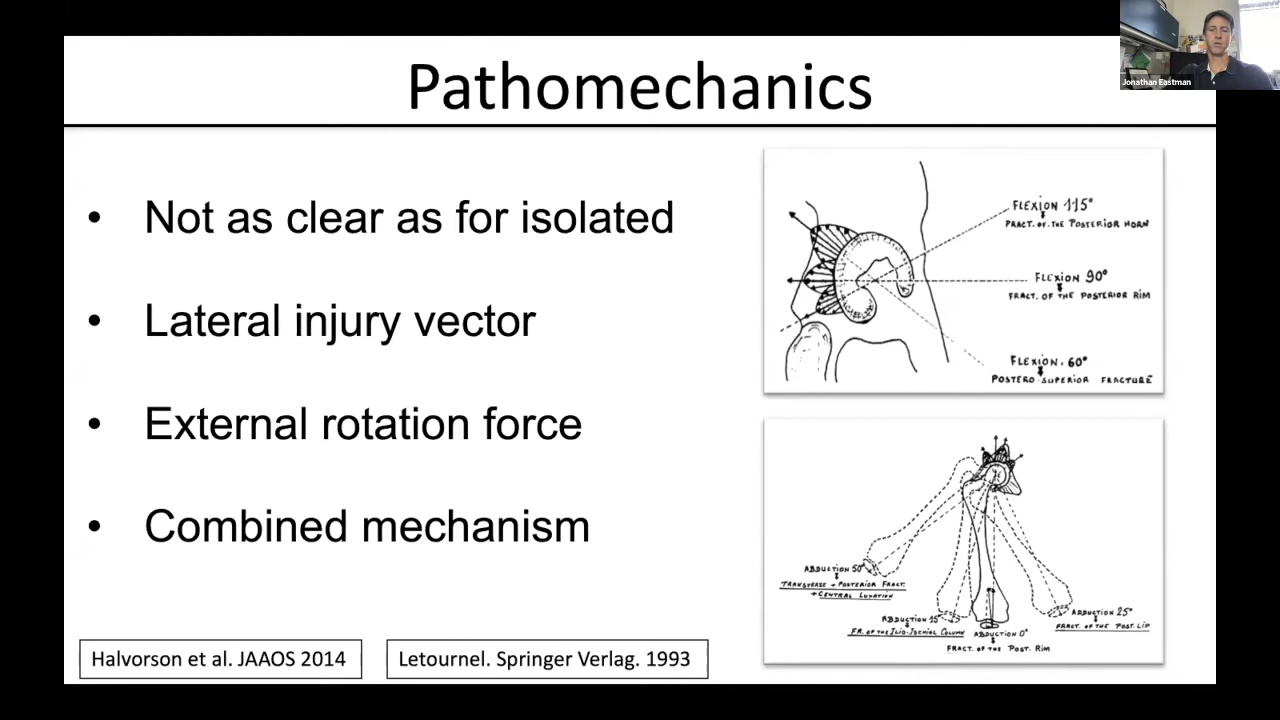 Jonathan Eastman
Pathomechanics
• Not as clear as for isolated
• Lateral injury vector
• External rotation force
• Combined mechanism
FLEXION 115°
FRACT. OF. THE POSTERIOR HORN
FLEXION 90°
FRACT. OF THE POSTERIOR RIM
FLEXION. 60°
POSTERO SUPERIOR FRACTURE
ABDUCTION 50°
TRANSVERSE + POSTERIOR FRACT.
+ CENTRAL LUXATION
ABDUCTION 15°
FR. OF THE ILIO-ISCHIAL COLUMN
ABDUCTION 0°
FRACT. OF THE POST. RIM
ABDUCTION 25°
FRACT. OF THE POST. LIP
Halvorson et al. JAAOS 2014
Letournel. Springer Verlag. 1993